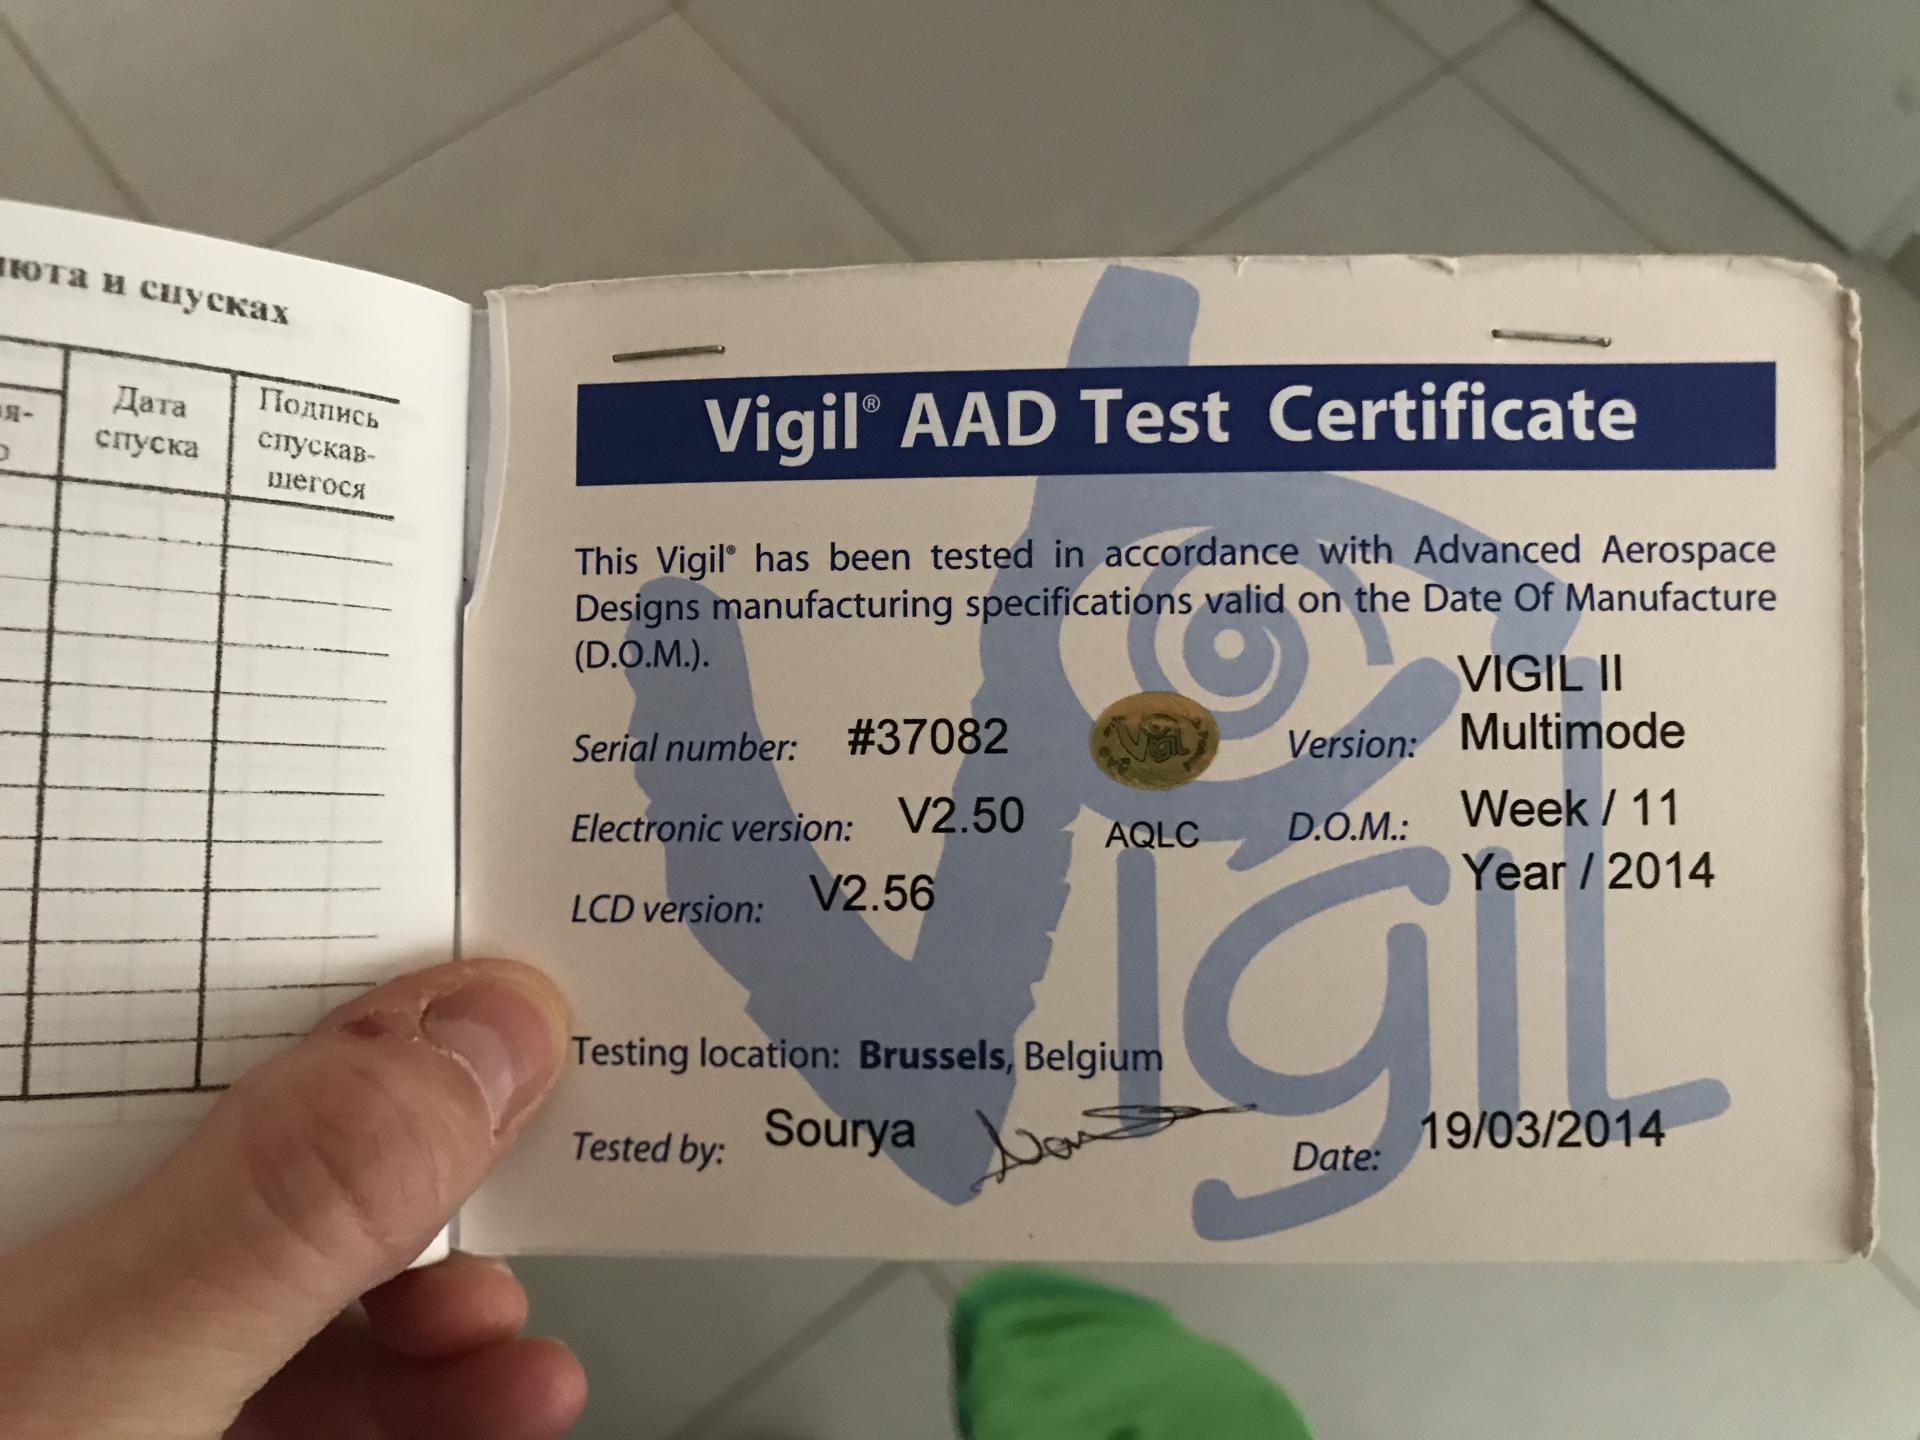 и спусках
Дата
спуска
Подпись
спускав-
шегося
Vigil® AAD Test Certificate
This Vigil® has been tested in accordance with Advanced Aerospace
Designs manufacturing specifications valid on the Date Of Manufacture
(D.O.M.).
Serial number: #37082
Vigil
Version: VIGIL II
Multimode
Electronic version: V2.50
AQLC
D.O.M.: Week / 11
Year / 2014
LCD version: V2.56
Vigil
Testing location: Brussels, Belgium
Tested by: Sourya
Date: 19/03/2014